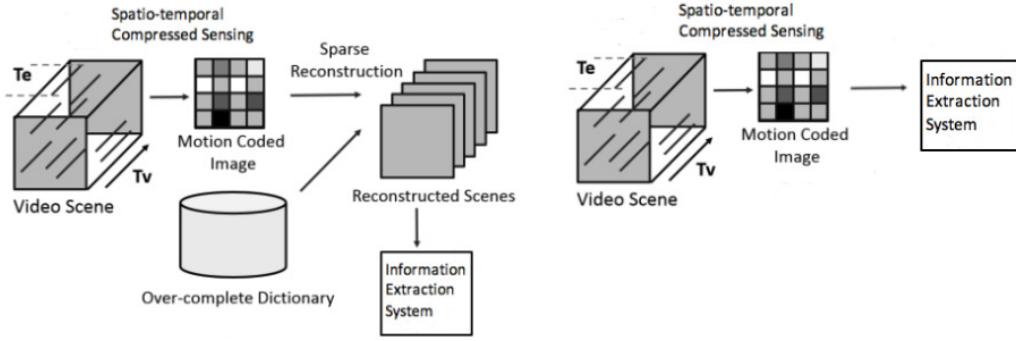 Spatio-temporal
Compressed Sensing
Te
Tv
Video Scene
Motion Coded
Image
Sparse
Reconstruction
Reconstructed Scenes
Over-complete Dictionary
Information
Extraction
System
Spatio-temporal
Compressed Sensing
Te
Tv
Video Scene
Motion Coded
Image
Information
Extraction
System